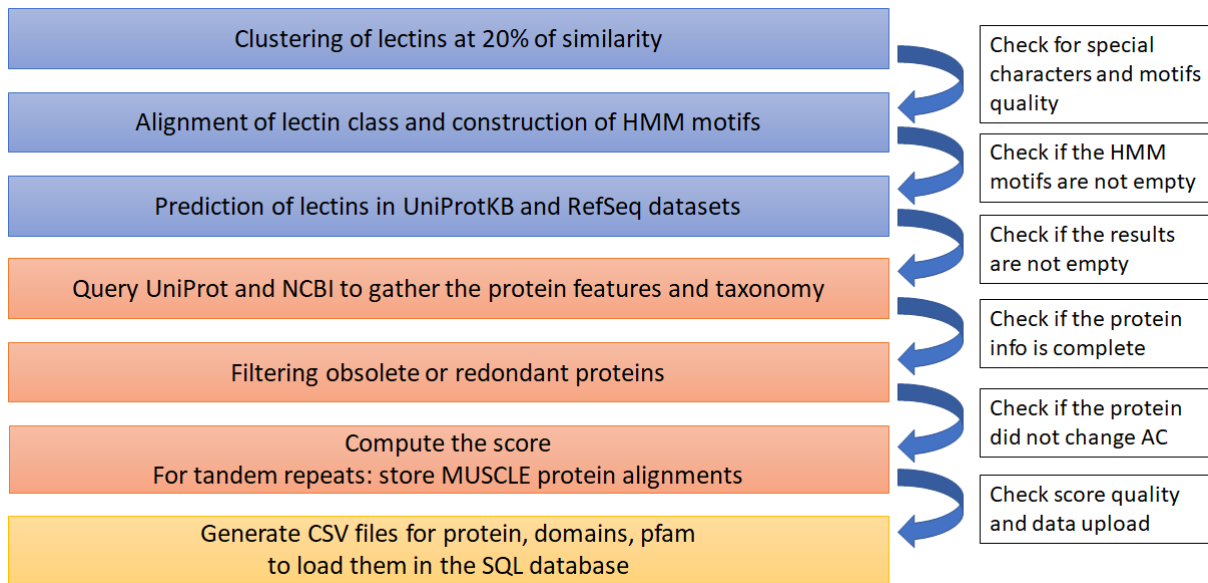 Clustering of lectins at 20% of similarity
Check for special
characters and motifs
quality
Alignment of lectin class and construction of HMM motifs
Check if the HMM
motifs are not empty
Prediction of lectins in UniProtKB and RefSeq datasets
Check if the results
are not empty
Query UniProt and NCBI to gather the protein features and taxonomy
Check if the protein
info is complete
Filtering obsolete or redundant proteins
Check if the protein
did not change AC
Compute the score
For tandem repeats: store MUSCLE protein alignments
Check score quality
and data upload
Generate CSV files for protein, domains, pfam
to load them in the SQL database